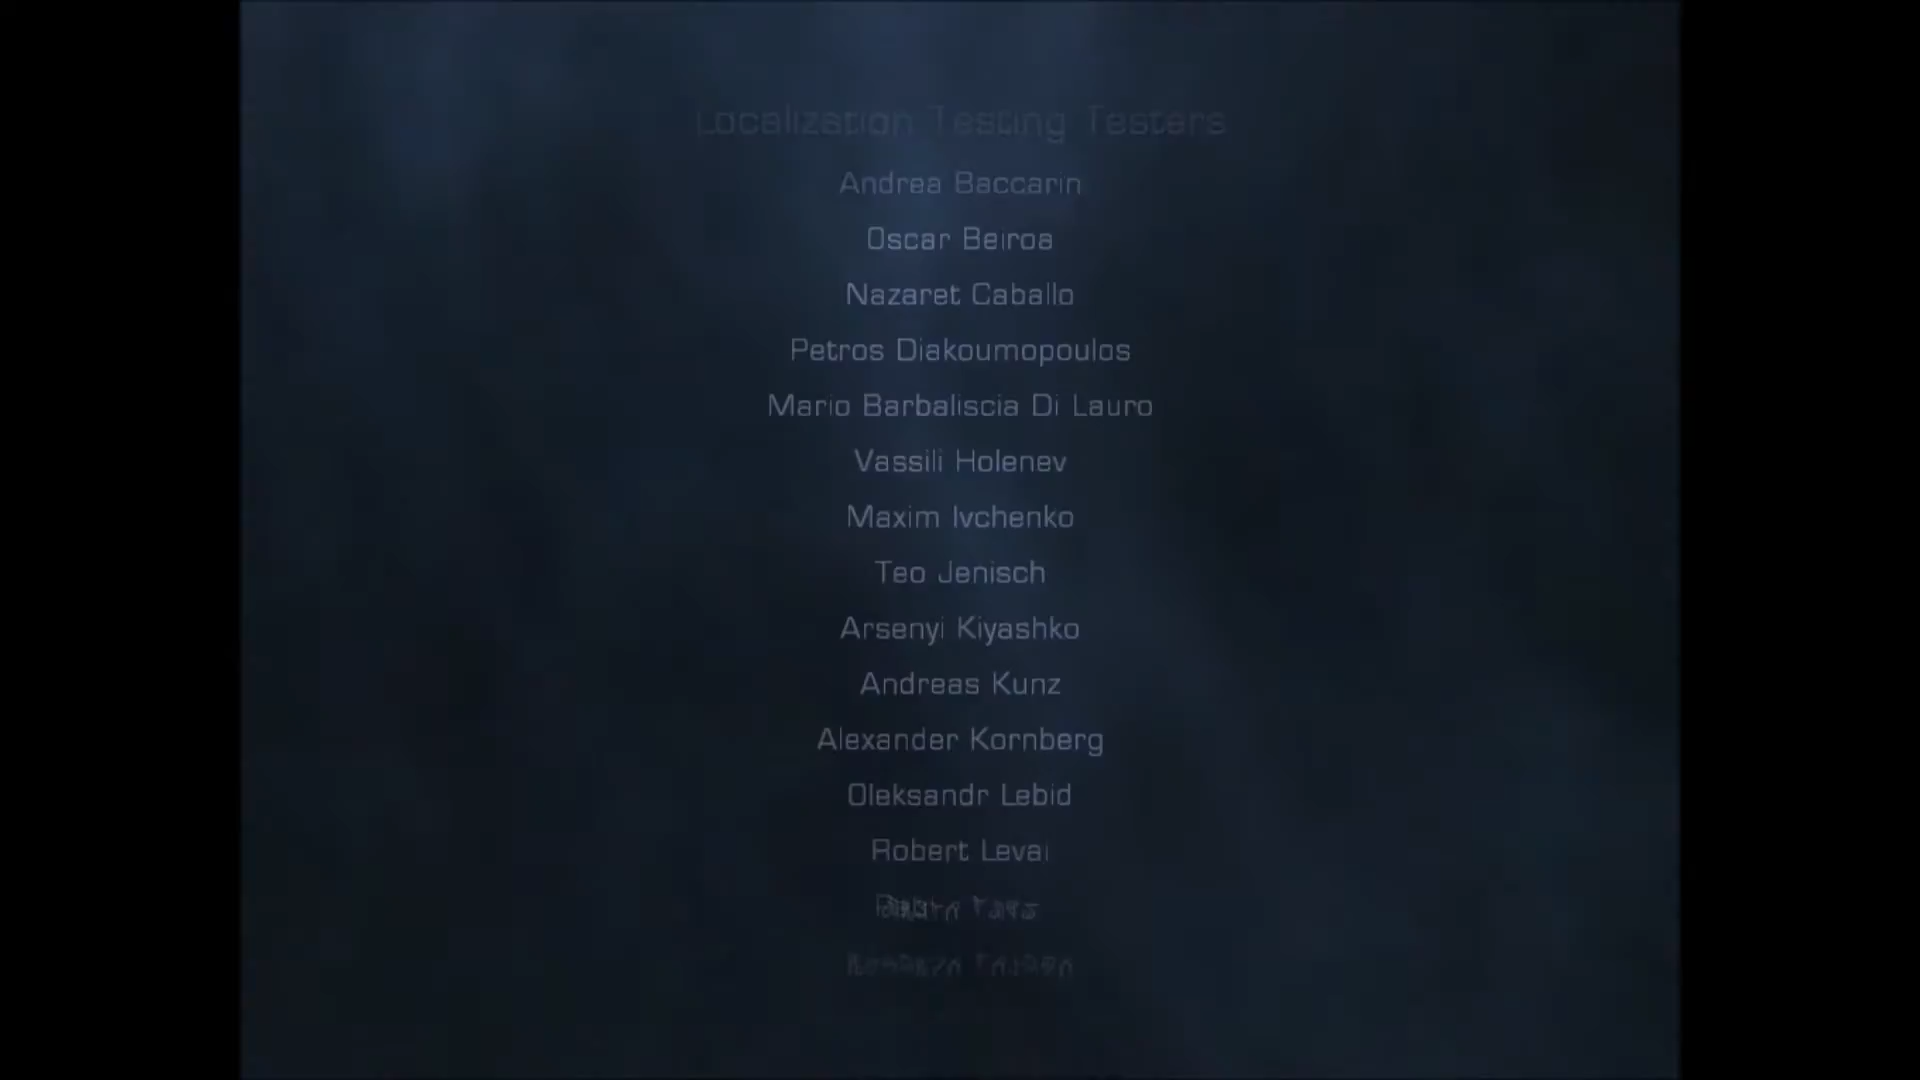 Localization Testing Testers
Andrea Baccarin
Oscar Beiroa
Nazaret Caballo
Petros Diakoumopoulos
Mario Barbaliscia Di Lauro
Vassili Holenev
Maxim Ivchenko
Teo Jenisch
Arsenyi Kiyashko
Andreas Kunz
Alexander Kornberg
Oleksandr Lebid
Robert Levai